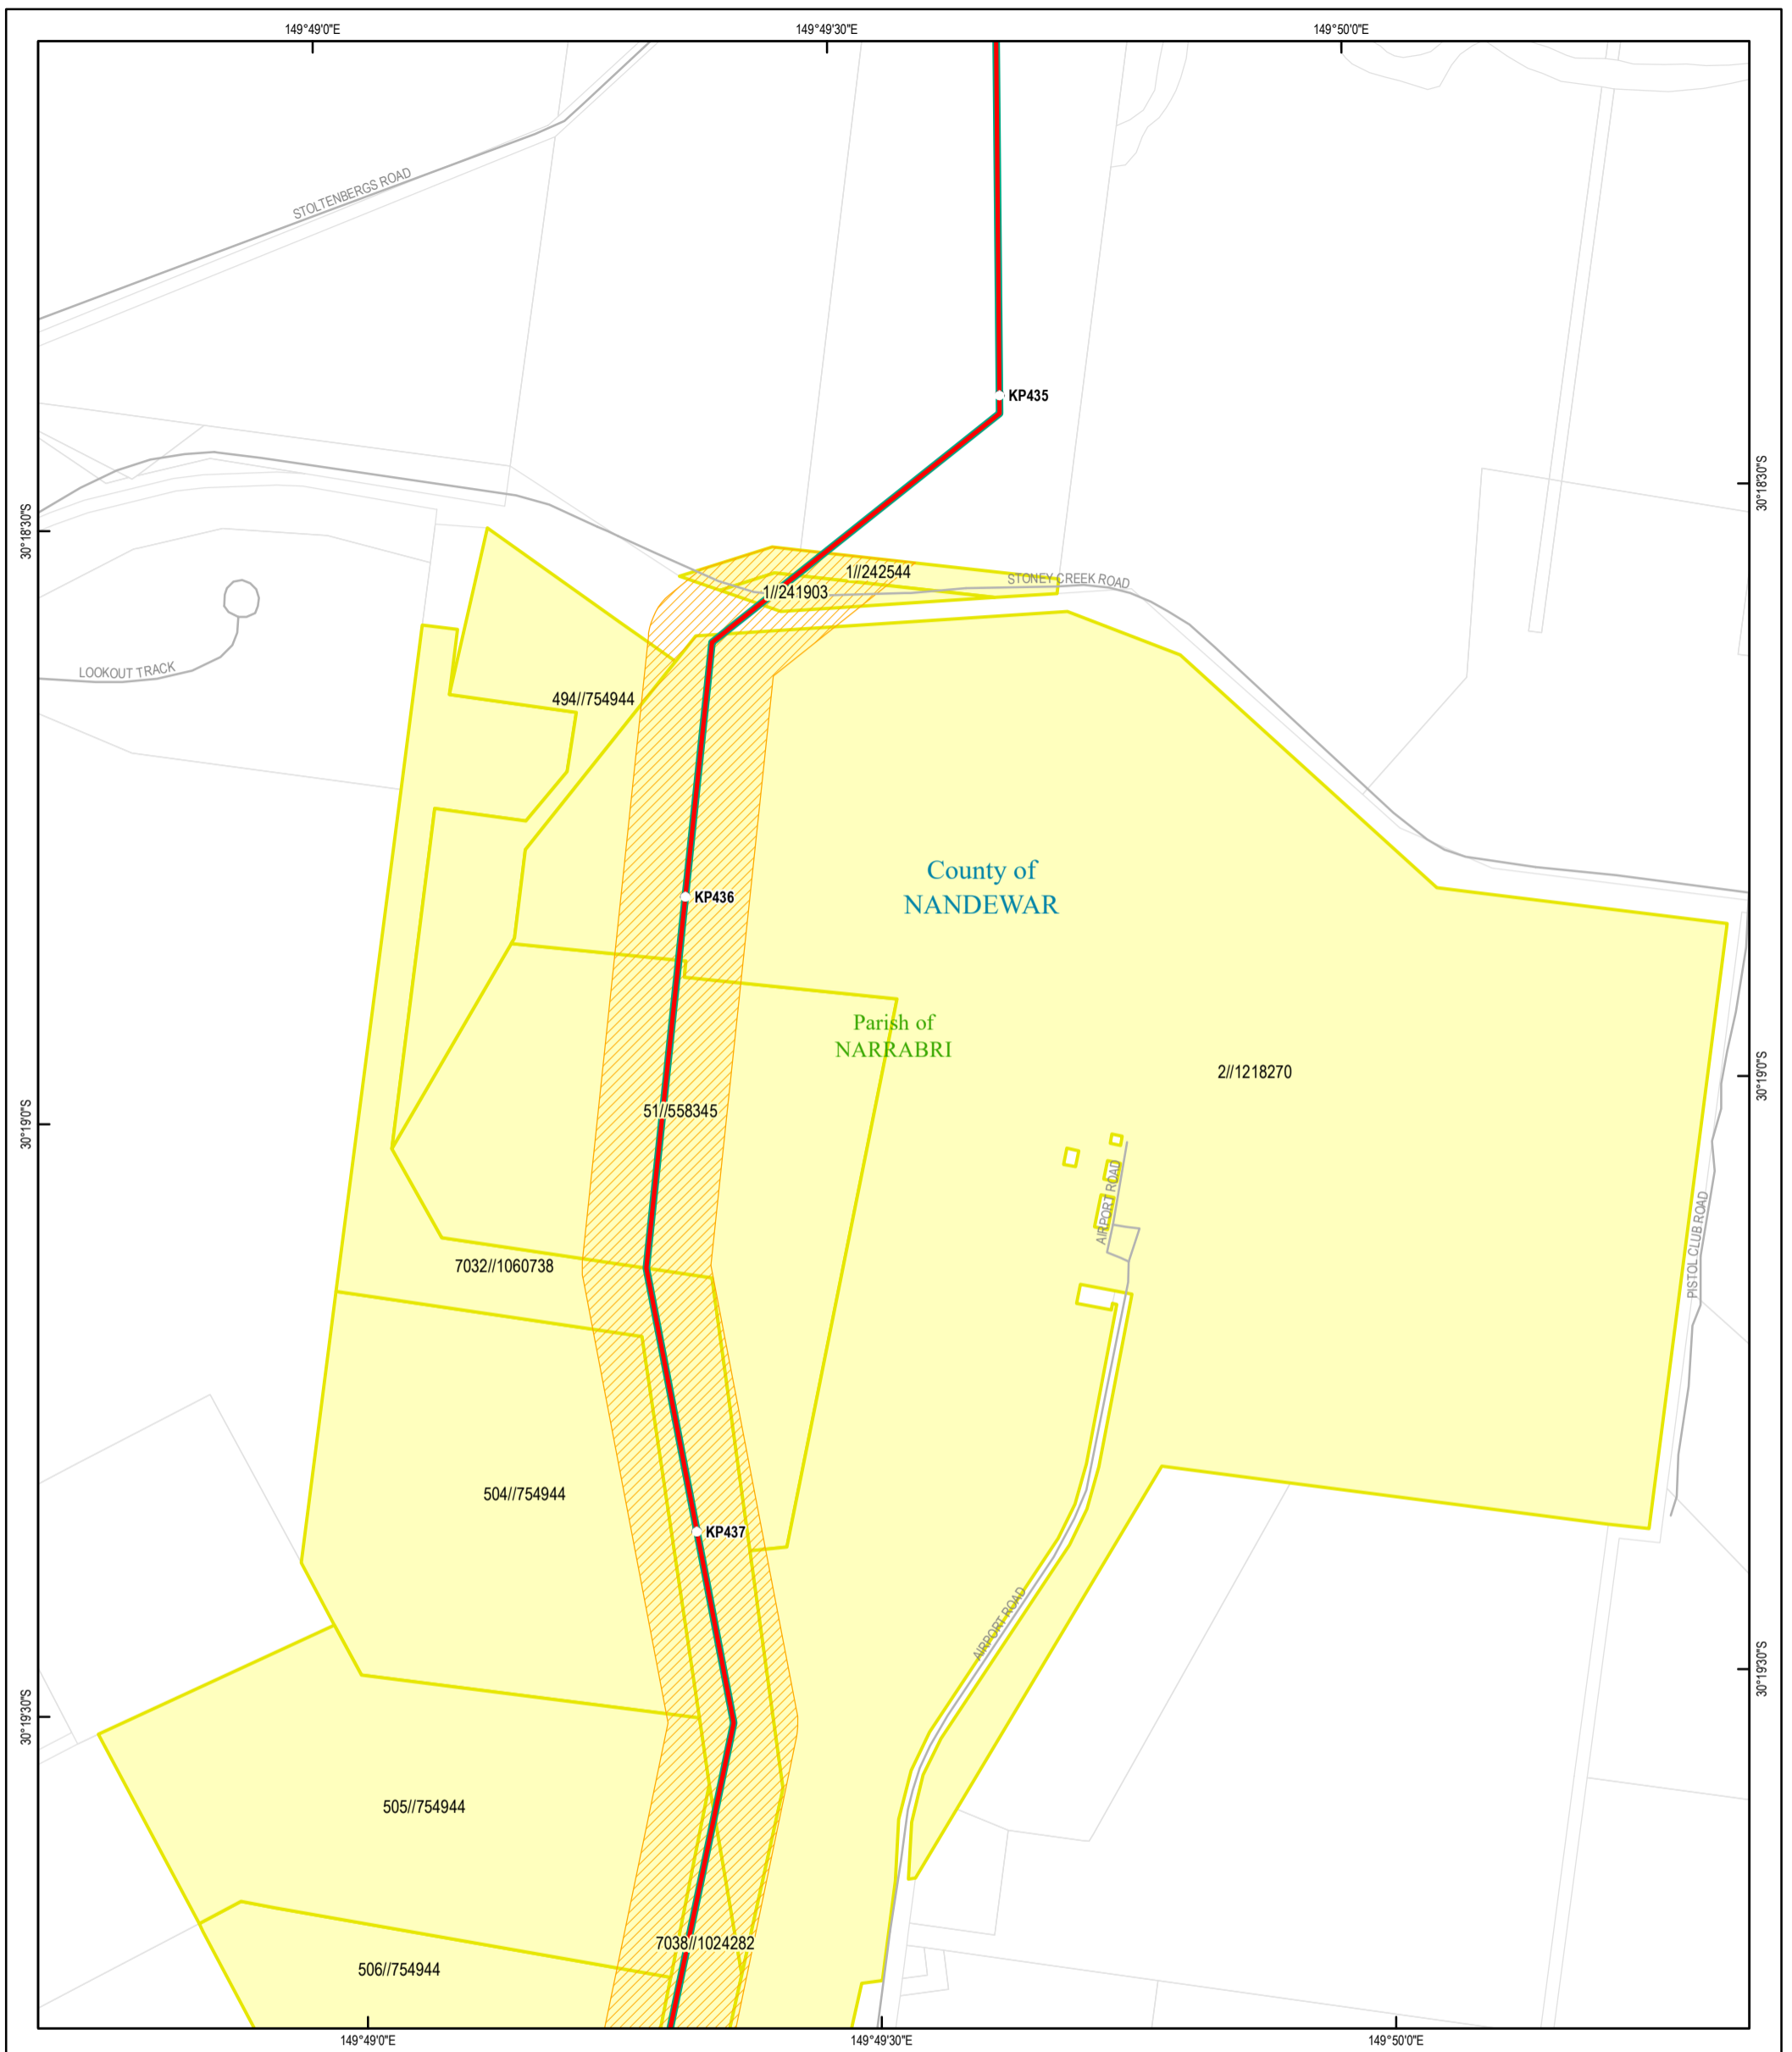 149°49'0"E
149°49'30"E
149°50'0"E
STOLTENBERGS ROAD
KP435
30°18'30"S
30°18'30"S
1//242544
STONEY CREEK ROAD
1//241903
LOOKOUT TRACK
494//754944
County of
NANDEWAR
KP436
Parish of
NARRABRI
2//1218270
30°19'0"S
30°19'0"S
51//558345
AIRPORT ROAD
PISTOL CLUB ROAD
7032//1060738
504//754944
KP437
AIRPORT ROAD
30°19'30"S
30°19'30"S
505//754944
7038//1024282
506//754944
149°49'0"E
149°49'30"E
149°50'0"E